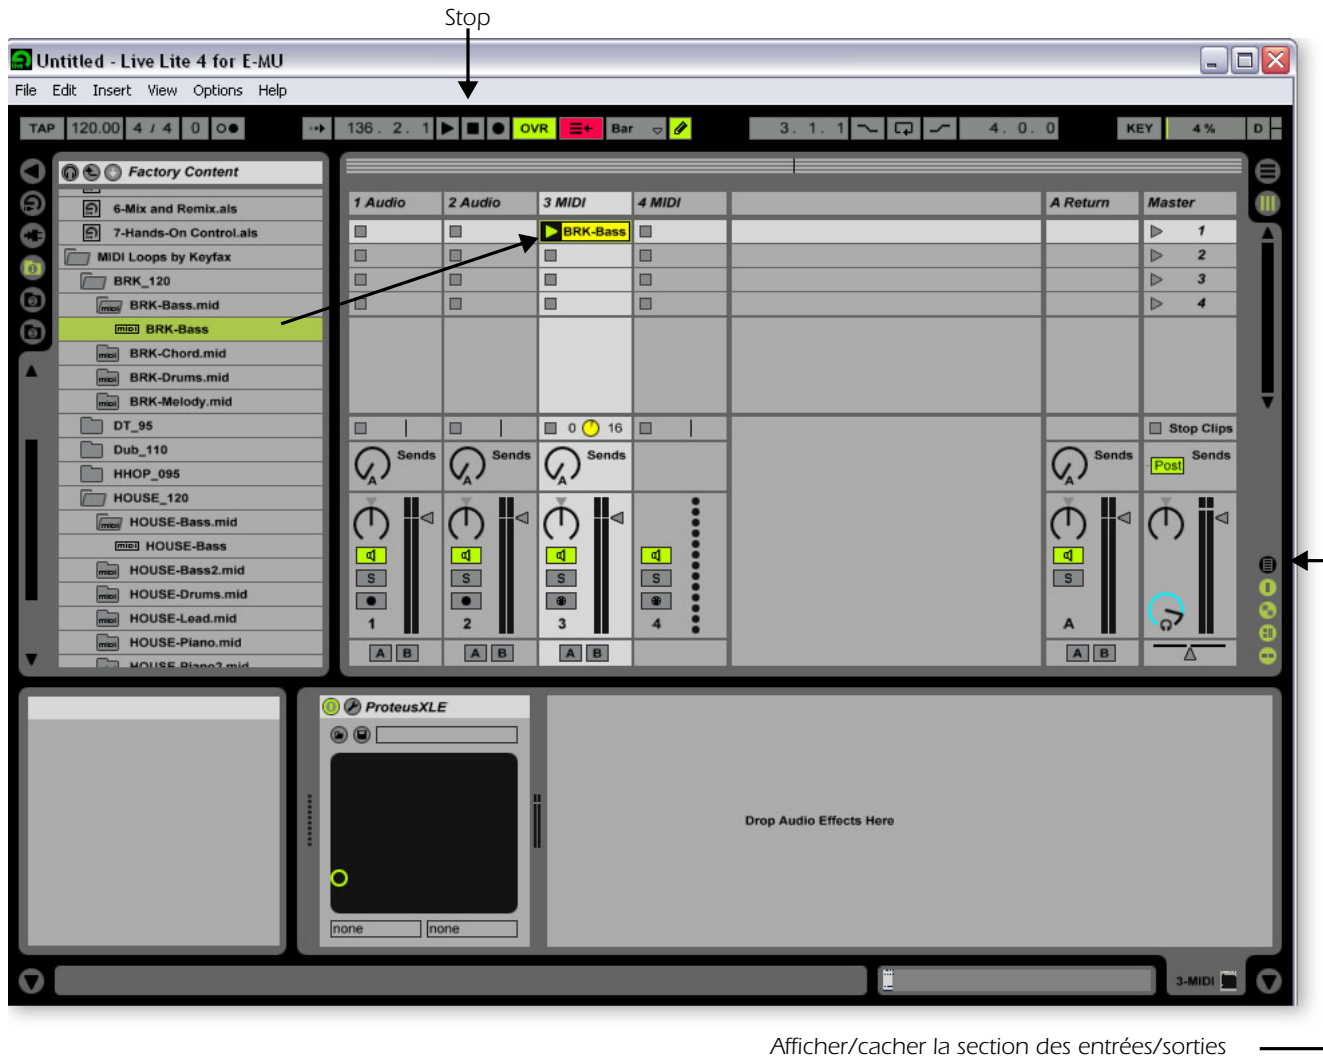 Stop
Untitled - Live Lite 4 for E-MU
File Edit Insert View Options Help
TAP 120.00 4 / 4 0 136. 2. 1 OVR Bar 3. 1. 1 4. 0. 0 KEY 4 % D
Factory Content
6-Mix and Remix.als
7-Hands-On Control.als
MIDI Loops by Keyfax
BRK_120
BRK-Bass.mid
midi BRK-Bass
BRK-Chord.mid
BRK-Drums.mid
BRK-Melody.mid
DT_95
Dub_110
HHOP_095
HOUSE_120
HOUSE-Bass.mid
midi HOUSE-Bass
HOUSE-Bass2.mid
HOUSE-Drums.mid
HOUSE-Lead.mid
HOUSE-Piano.mid
HOUSE-Piano2.mid
1 Audio 2 Audio 3 MIDI 4 MIDI A Return Master
BRK-Bass 1
2
3
4
0 16 Stop Clips
Sends Sends Sends Sends Post Sends
A A A A
S S S S S
1 2 3 4 A
A B A B A B A B
ProteusXLE
none none
Drop Audio Effects Here
3-MIDI
Afficher/cacher la section des entrées/sorties